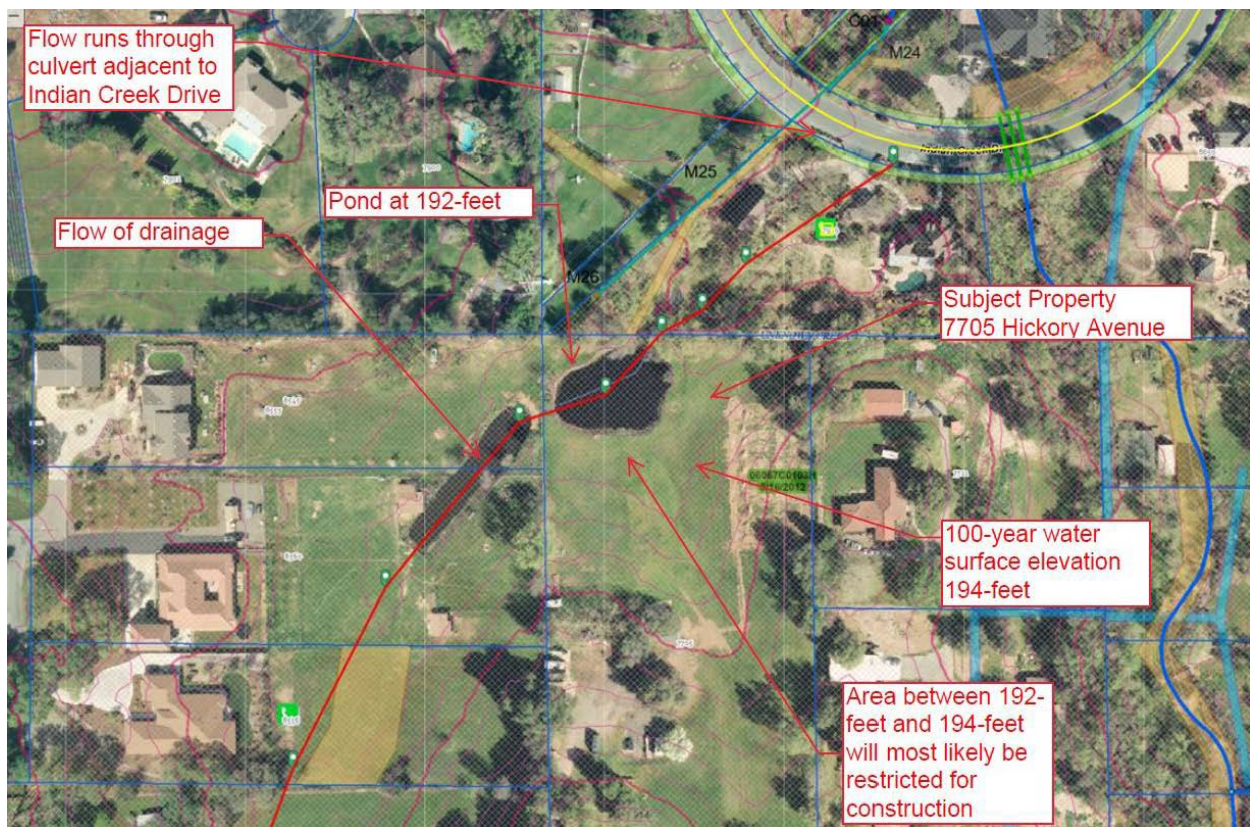 Flow runs through
culvert adjacent to
Indian Creek Drive
C01
M24
M25
Pond at 192-feet
Flow of drainage
M26
Subject Property
7705 Hickory Avenue
100-year water
surface elevation
194-feet
Area between 192-
feet and 194-feet
will most likely be
restricted for
construction